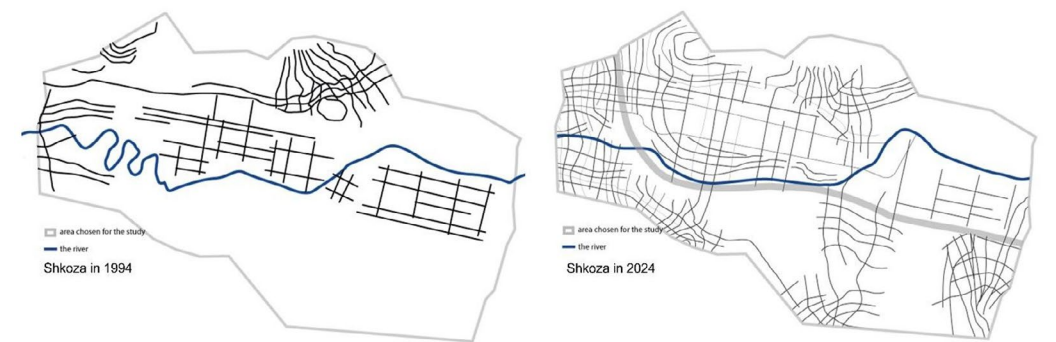 area chosen for the study
the river
Shkoza in 1994
area chosen for the study
the river
Shkoza in 2024